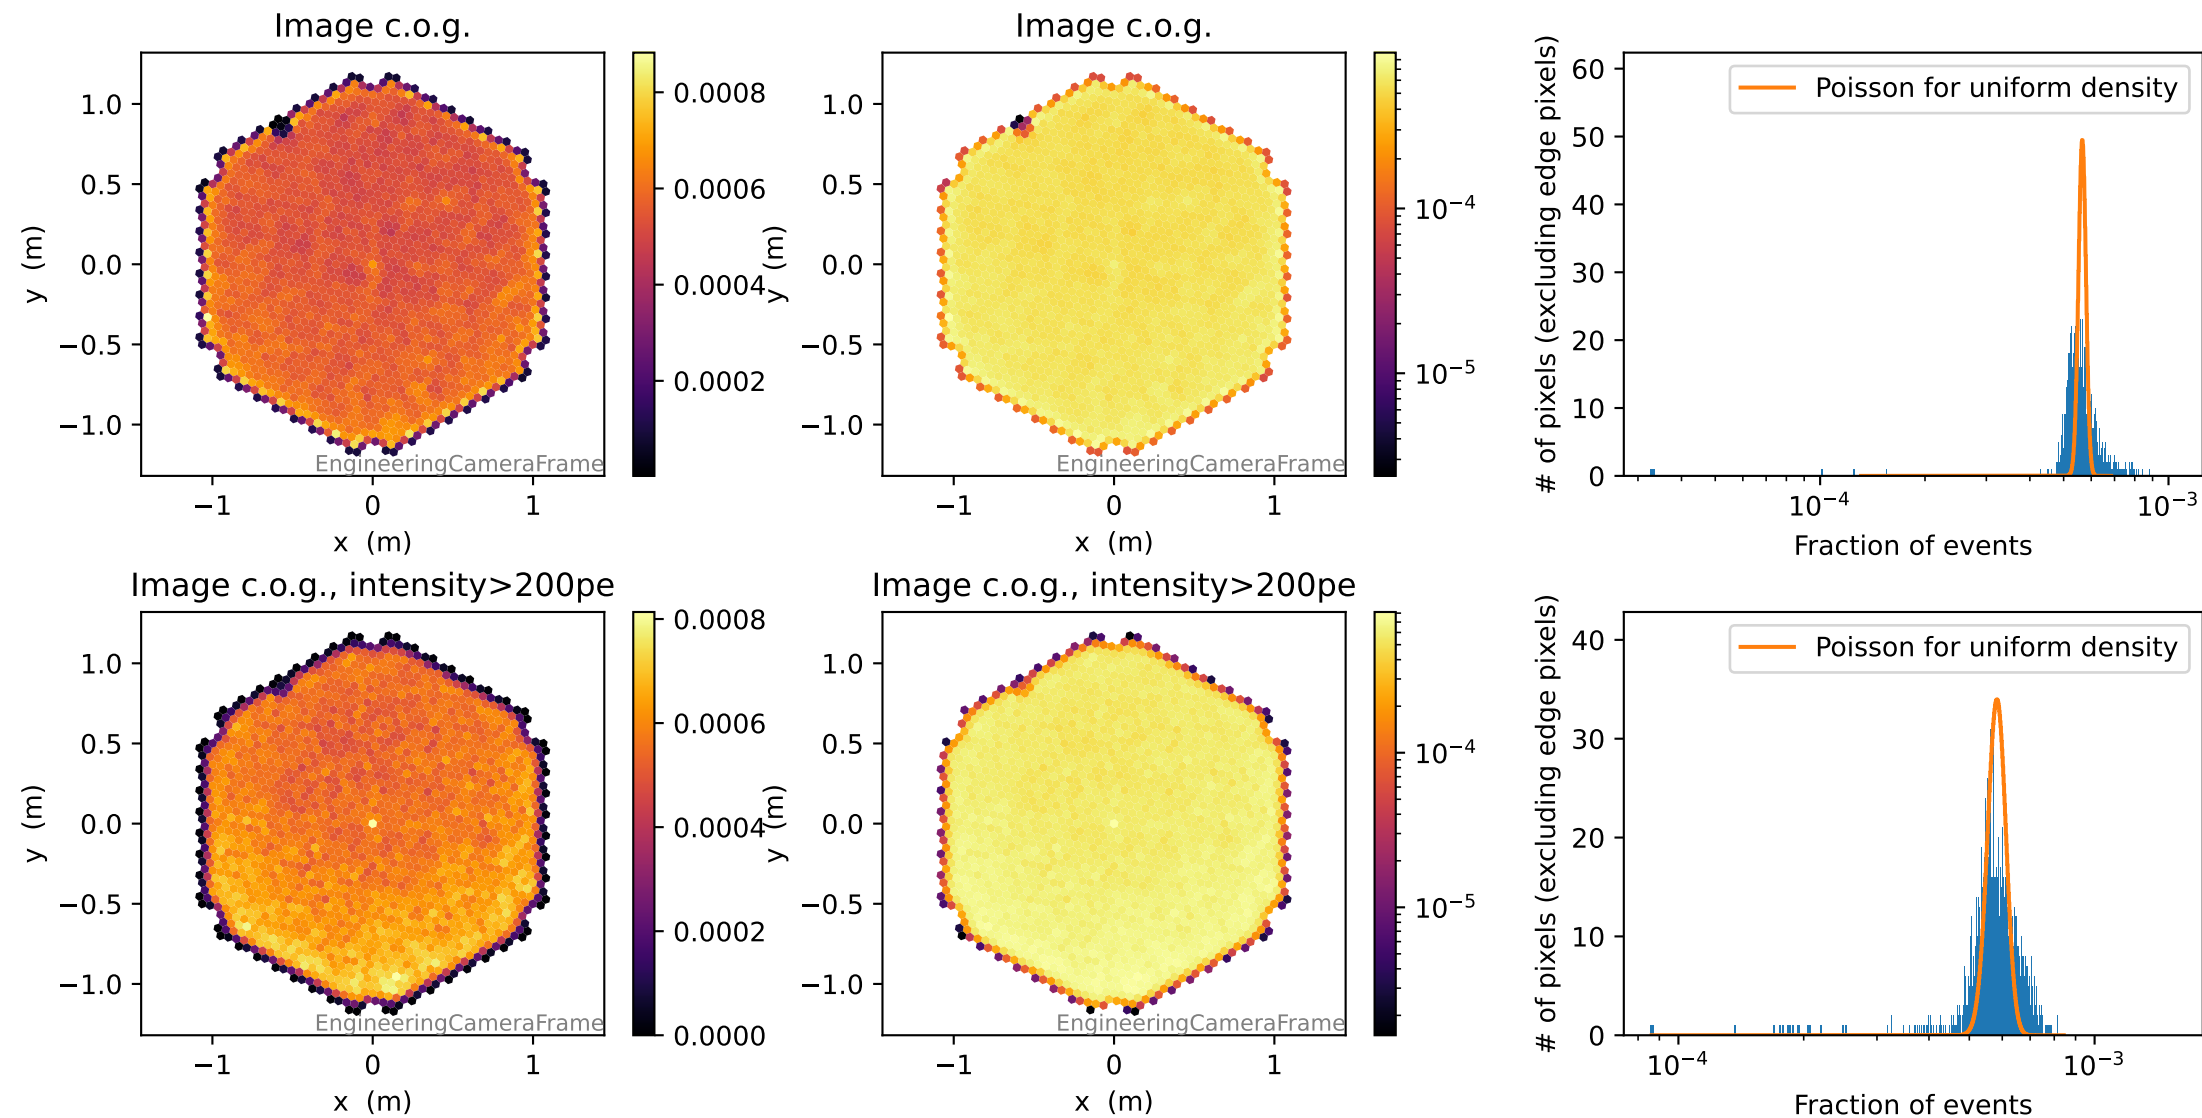 Image c.o.g.
1.0
0.5
0.0
−0.5
−1.0
y (m)
−1
0
1
x (m)
EngineeringCameraFrame
0.0008
0.0006
0.0004
0.0002
Image c.o.g.
1.0
0.5
0.0
−0.5
−1.0
y (m)
−1
0
1
x (m)
EngineeringCameraFrame
10−4
10−5
# of pixels (excluding edge pixels)
60
50
40
30
20
10
0
Poisson for uniform density
10−4
10−3
Fraction of events
Image c.o.g., intensity>200pe
1.0
0.5
0.0
−0.5
−1.0
y (m)
−1
0
1
x (m)
EngineeringCameraFrame
0.0008
0.0006
0.0004
0.0002
0.0000
Image c.o.g., intensity>200pe
1.0
0.5
0.0
−0.5
−1.0
y (m)
−1
0
1
x (m)
EngineeringCameraFrame
10−4
10−5
# of pixels (excluding edge pixels)
40
30
20
10
0
Poisson for uniform density
10−4
10−3
Fraction of events